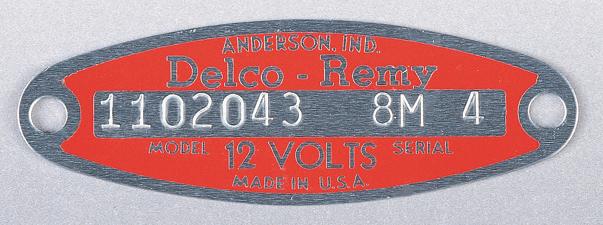 ANDERSON, IND.
Delco - Remy
1102043 8M 4
MODEL 12 VOLTS SERIAL
MADE IN U.S.A.